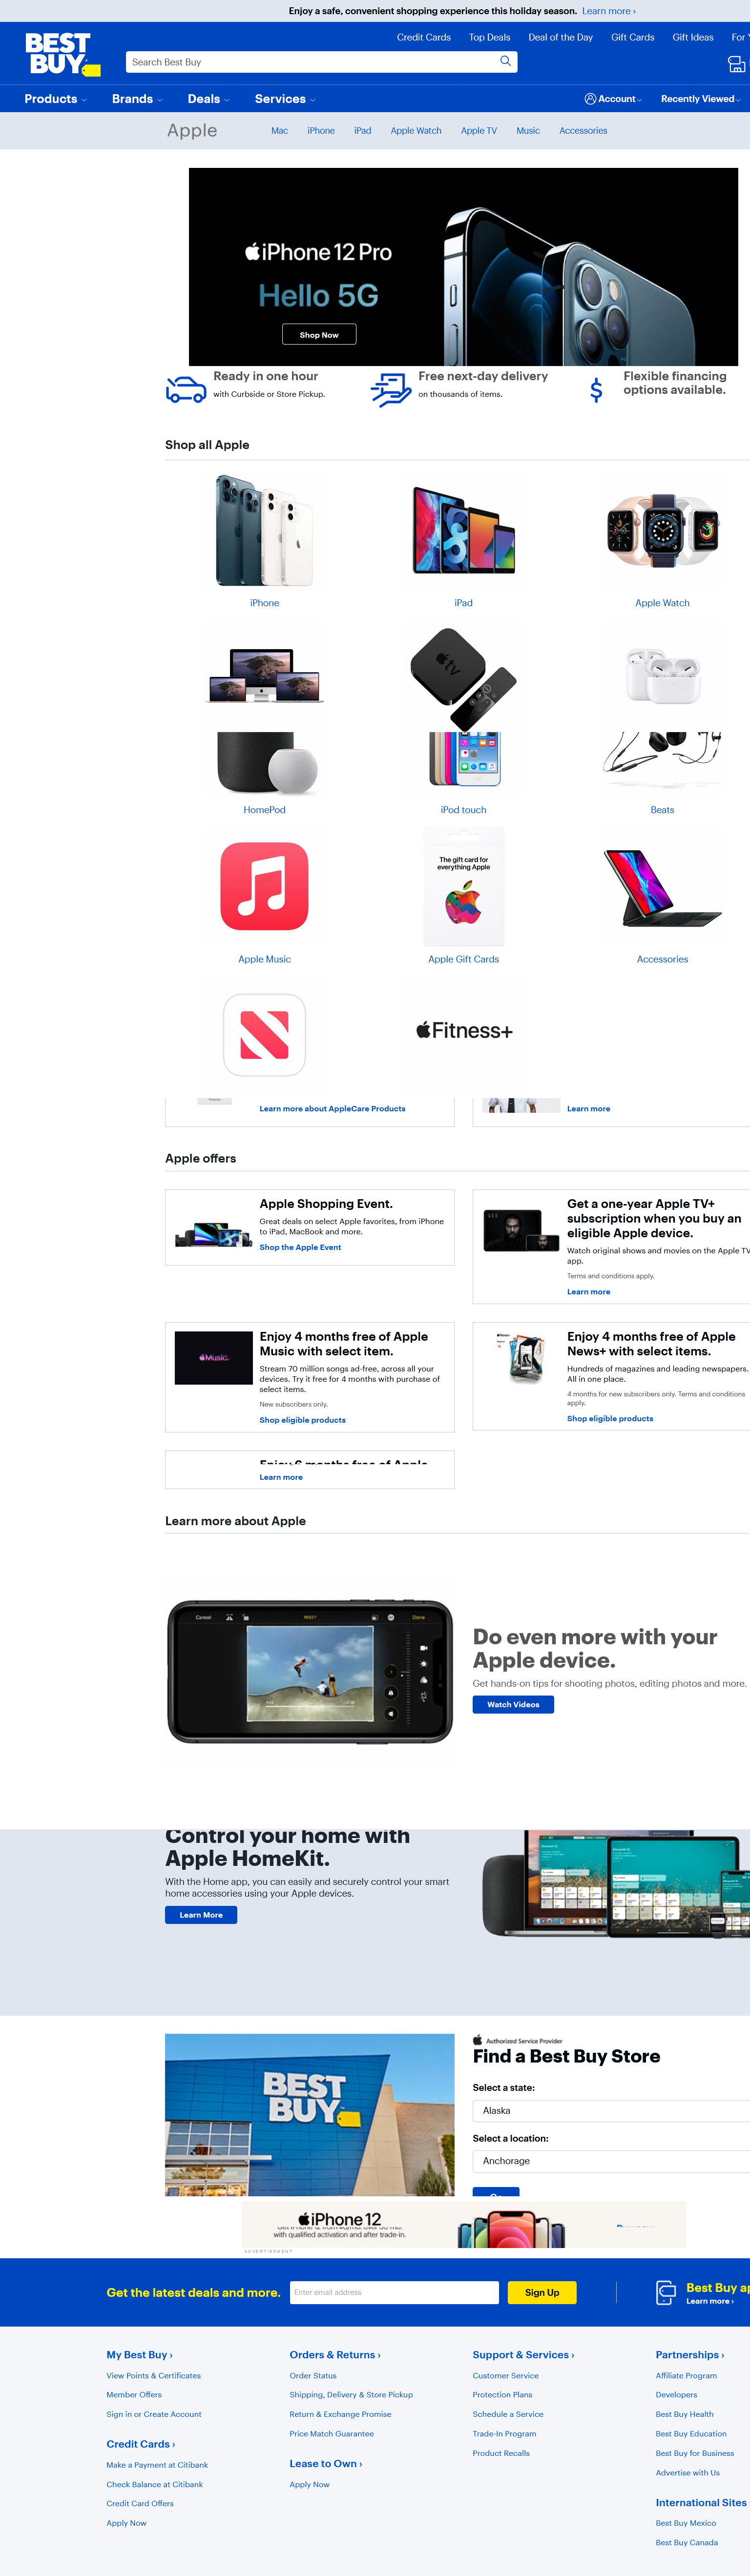 Enjoy a safe, convenient shopping experience this holiday season. Learn more ›
BEST BUY
Credit Cards Top Deals Deal of the Day Gift Cards Gift Ideas For
Search Best Buy
Products Brands Deals Services Account Recently Viewed
Apple Mac iPhone iPad Apple Watch Apple TV Music Accessories
iPhone 12 Pro
Hello 5G
Shop Now
Ready in one hour
with Curbside or Store Pickup.
Free next-day delivery
on thousands of items.
Flexible financing
options available.
Shop all Apple
iPhone iPad Apple Watch
tv
HomePod iPod touch Beats
The gift card for
everything Apple
Apple Music Apple Gift Cards Accessories
Fitness+
Learn more about AppleCare Products
Learn more
Apple offers
Apple Shopping Event.
Great deals on select Apple favorites, from iPhone
to iPad, MacBook and more.
Shop the Apple Event
Get a one-year Apple TV+
subscription when you buy an
eligible Apple device.
Watch original shows and movies on the Apple TV
app.
Terms and conditions apply.
Learn more
Music
Enjoy 4 months free of Apple
Music with select item.
Stream 70 million songs ad-free, across all your
devices. Try it free for 4 months with purchase of
select items.
New subscribers only.
Shop eligible products
Enjoy 4 months free of Apple
News+ with select items.
Hundreds of magazines and leading newspapers.
All in one place.
4 months for new subscribers only. Terms and conditions
apply.
Shop eligible products
Enjoy 6 months free of Apple
Learn more
Learn more about Apple
Cancel RESET Done
Do even more with your
Apple device.
Get hands-on tips for shooting photos, editing photos and more.
Watch Videos
Control your home with
Apple HomeKit.
With the Home app, you can easily and securely control your smart
home accessories using your Apple devices.
Learn More
BEST
BUY
Authorized Service Provider
Find a Best Buy Store
Select a state:
Alaska
Select a location:
Anchorage
Go
iPhone 12
with qualified activation and after trade-in.
ADVERTISEMENT
Get the latest deals and more. Enter email address Sign Up
Best Buy
Learn more ›
My Best Buy ›
View Points & Certificates
Member Offers
Sign in or Create Account
Credit Cards ›
Make a Payment at Citibank
Check Balance at Citibank
Credit Card Offers
Apply Now
Orders & Returns ›
Order Status
Shipping, Delivery & Store Pickup
Return & Exchange Promise
Price Match Guarantee
Lease to Own ›
Apply Now
Support & Services ›
Customer Service
Protection Plans
Schedule a Service
Trade-In Program
Product Recalls
Partnerships ›
Affiliate Program
Developers
Best Buy Health
Best Buy Education
Best Buy for Business
Advertise with Us
International Sites
Best Buy Mexico
Best Buy Canada